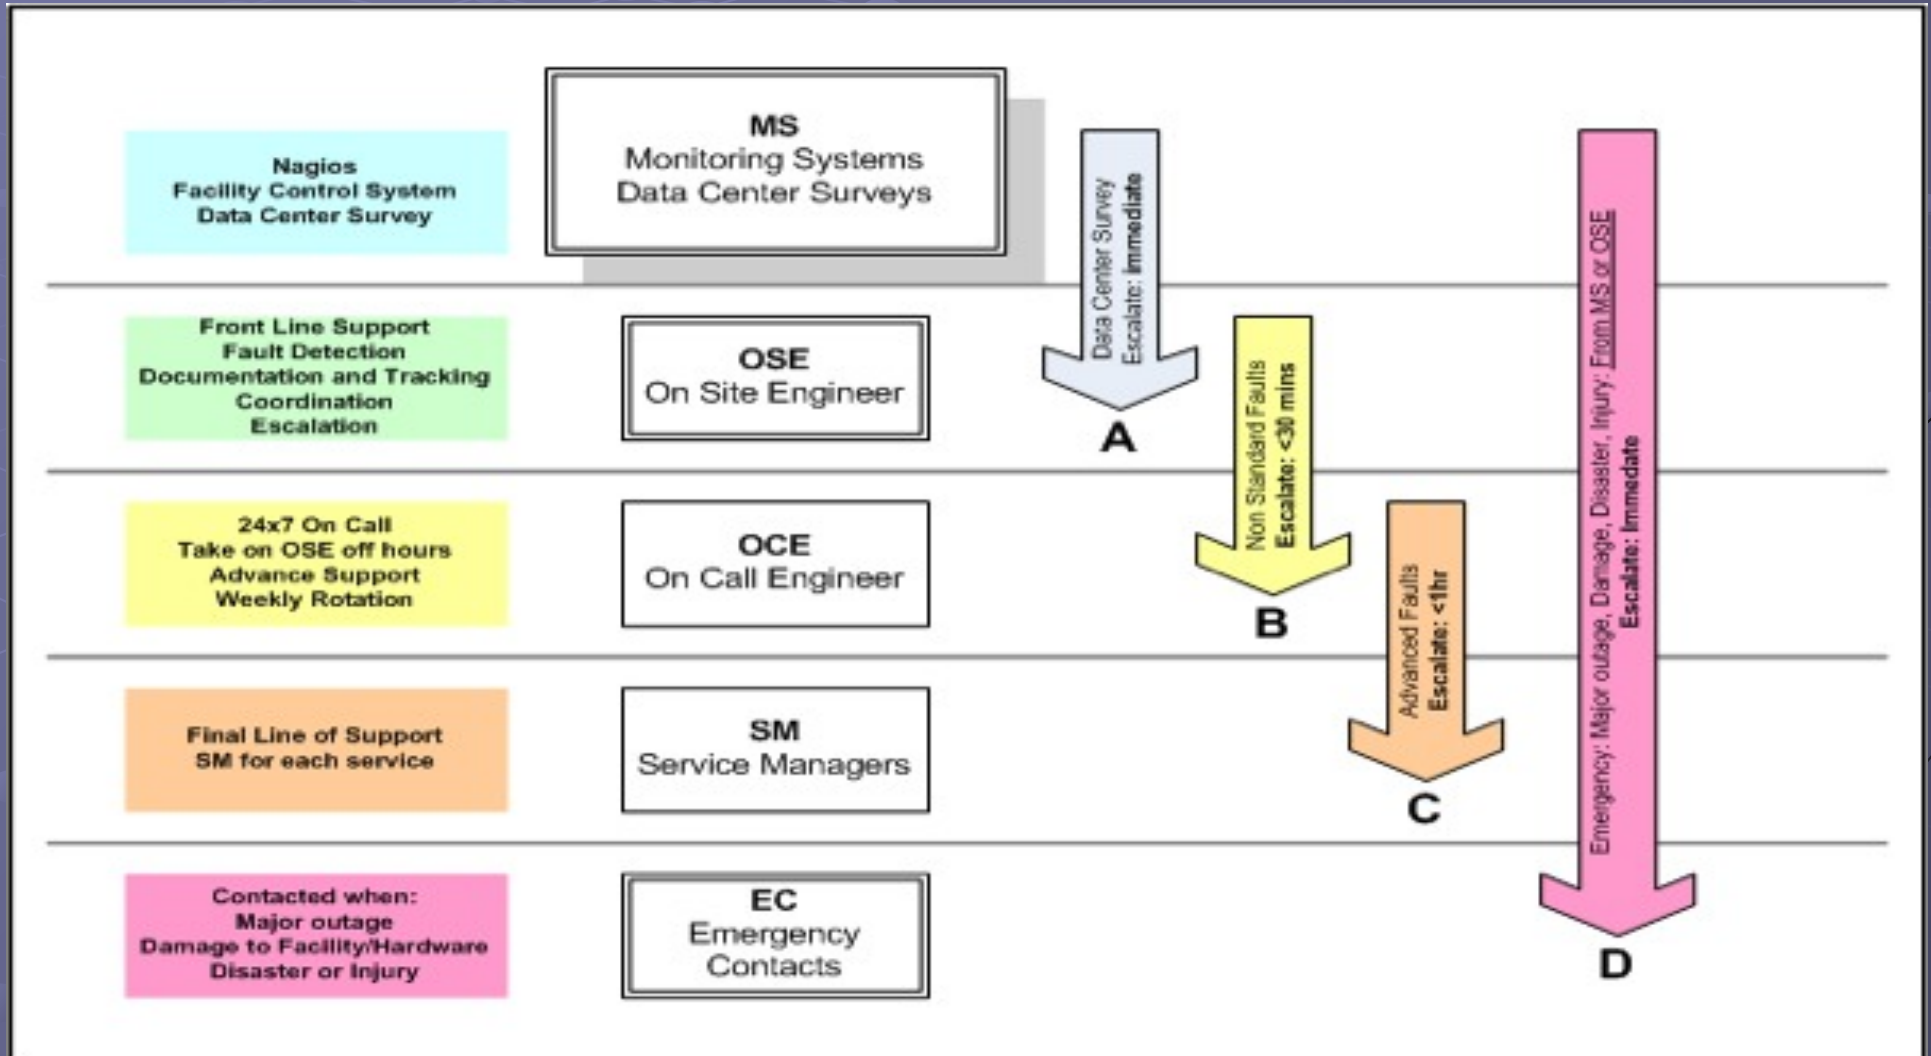 Nagios
Facility Control System
Data Center Survey
MS
Monitoring Systems
Data Center Surveys
Data Center Survey
Escalate: immediate
Front Line Support
Fault Detection
Documentation and Tracking
Coordination
Escalation
OSE
On Site Engineer
A
Non Standard Faults
Escalate: <30 mins
24x7 On Call
Take on OSE off hours
Advance Support
Weekly Rotation
OCE
On Call Engineer
B
Advanced Faults
Escalate: <1hr
Final Line of Support
SM for each service
SM
Service Managers
C
Emergency: Major outage, Damage, Disaster, Injury: From MS or OSE
Escalate: Immedate
Contacted when:
Major outage
Damage to Facility/Hardware
Disaster or Injury
EC
Emergency
Contacts
D